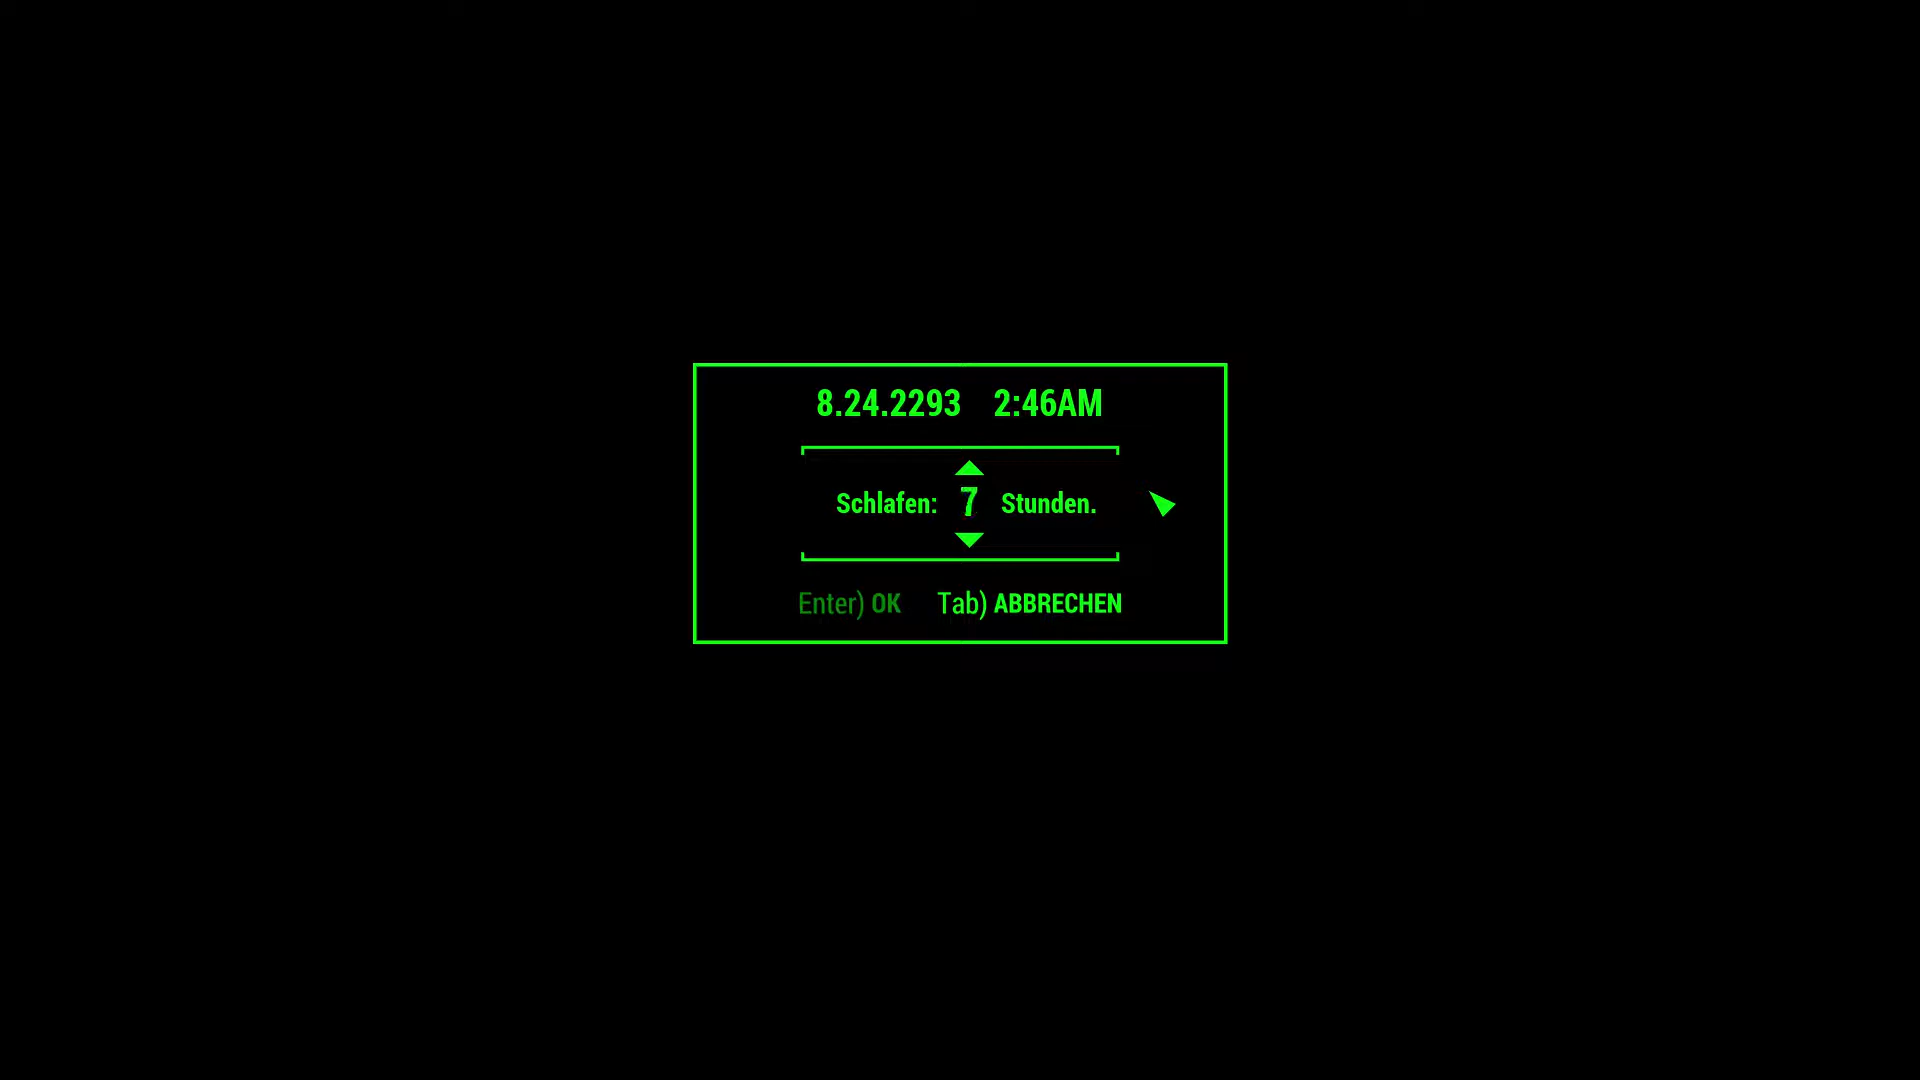 8.24.2293 2:46AM
Schlafen: 7 Stunden.
Enter) OK Tab) ABBRECHEN